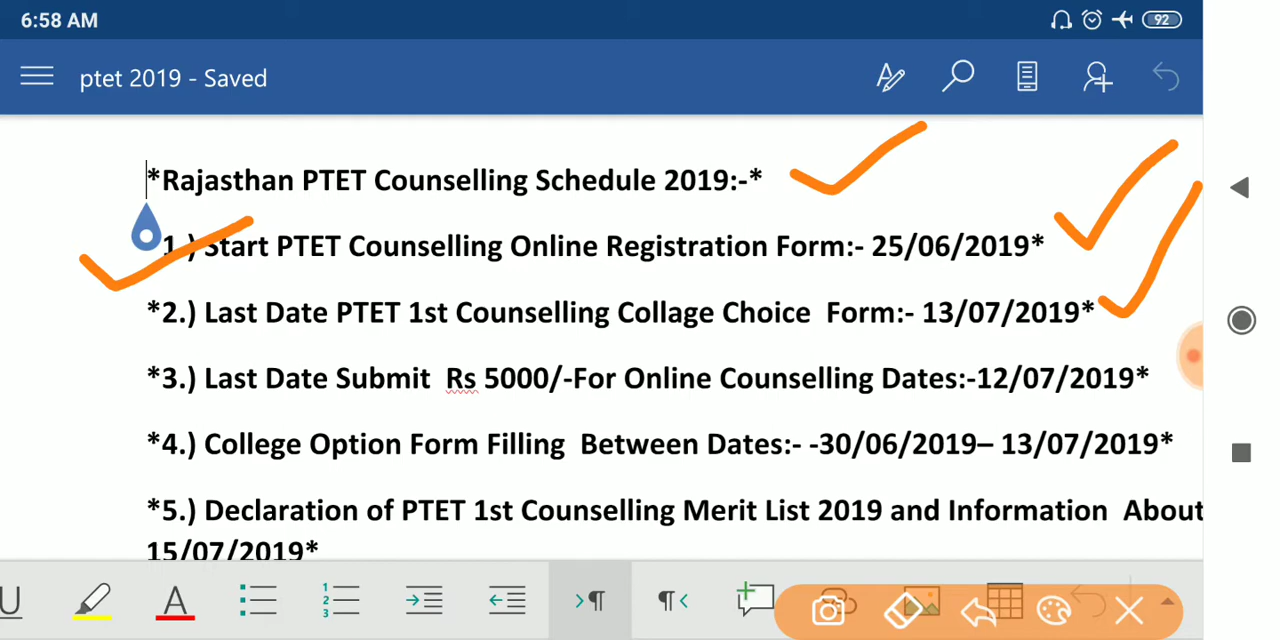 6:58 AM
92
ptet 2019 - Saved
*Rajasthan PTET Counselling Schedule 2019:-*
*1.) Start PTET Counselling Online Registration Form:- 25/06/2019*
*2.) Last Date PTET 1st Counselling Collage Choice Form:- 13/07/2019*
*3.) Last Date Submit Rs 5000/-For Online Counselling Dates:-12/07/2019*
*4.) College Option Form Filling Between Dates:- -30/06/2019– 13/07/2019*
*5.) Declaration of PTET 1st Counselling Merit List 2019 and Information About
15/07/2019*